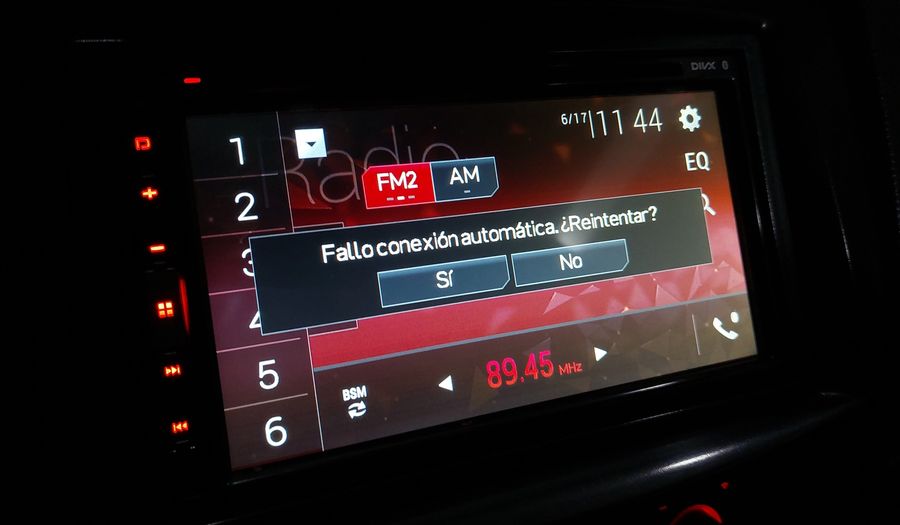 DIVX
6/17 11 44
Radio
FM2 AM
EQ
1
2
3
4
5
6
Fallo conexión automática. ¿Reintentar?
Sí No
BSM
89.45 MHz